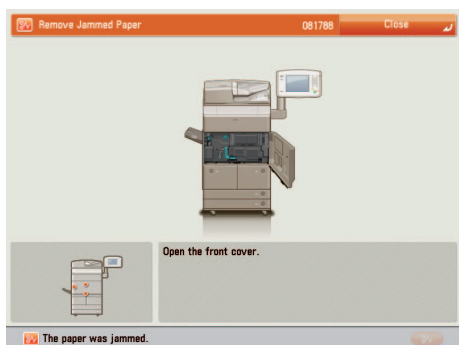 Remove Jammed Paper 081788 Close
Open the front cover.
The paper was jammed.